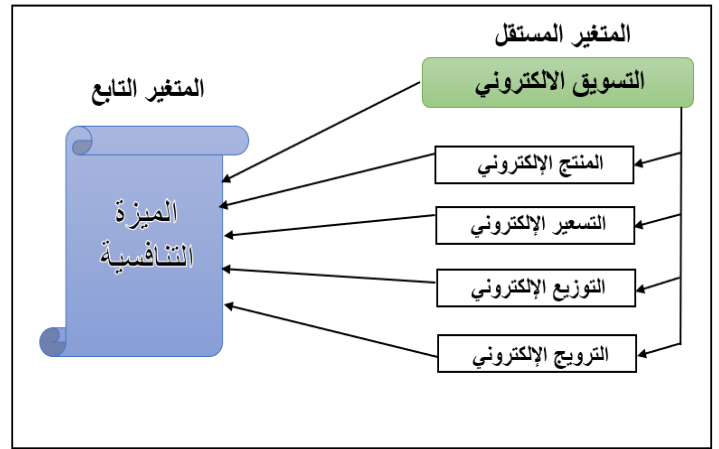 المتغير المستقل
التسويق الالكتروني
المتغير التابع
المنتج الإلكتروني
التسعير الإلكتروني
التوزيع الإلكتروني
الترويج الإلكتروني
الميزة
التنافسية